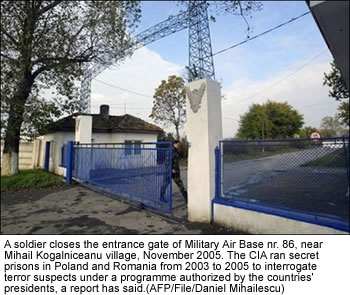 A soldier closes the entrance gate of Military Air Base nr. 86, near
Mihail Kogalniceanu village, November 2005. The CIA ran secret
prisons in Poland and Romania from 2003 to 2005 to interrogate
terror suspects under a programme authorized by the countries'
presidents, a report has said.(AFP/File/Daniel Mihailescu)